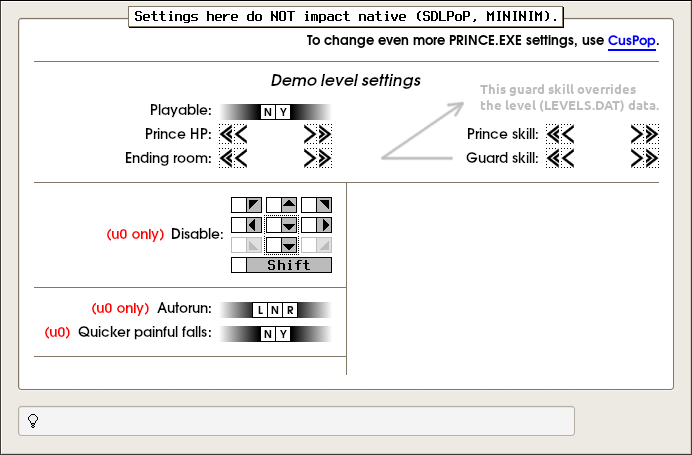 Settings here do NOT impact native (SDLPoP, MININIM).
To change even more PRINCE.EXE settings, use CusPop.
Demo level settings
This guard skill overrides
the level (LEVELS.DAT) data.
Playable: N Y
Prince HP:
Prince skill:
Ending room:
Guard skill:
(u0 only) Disable:
Shift
(u0 only) Autorun: L N R
(u0) Quicker painful falls: N Y